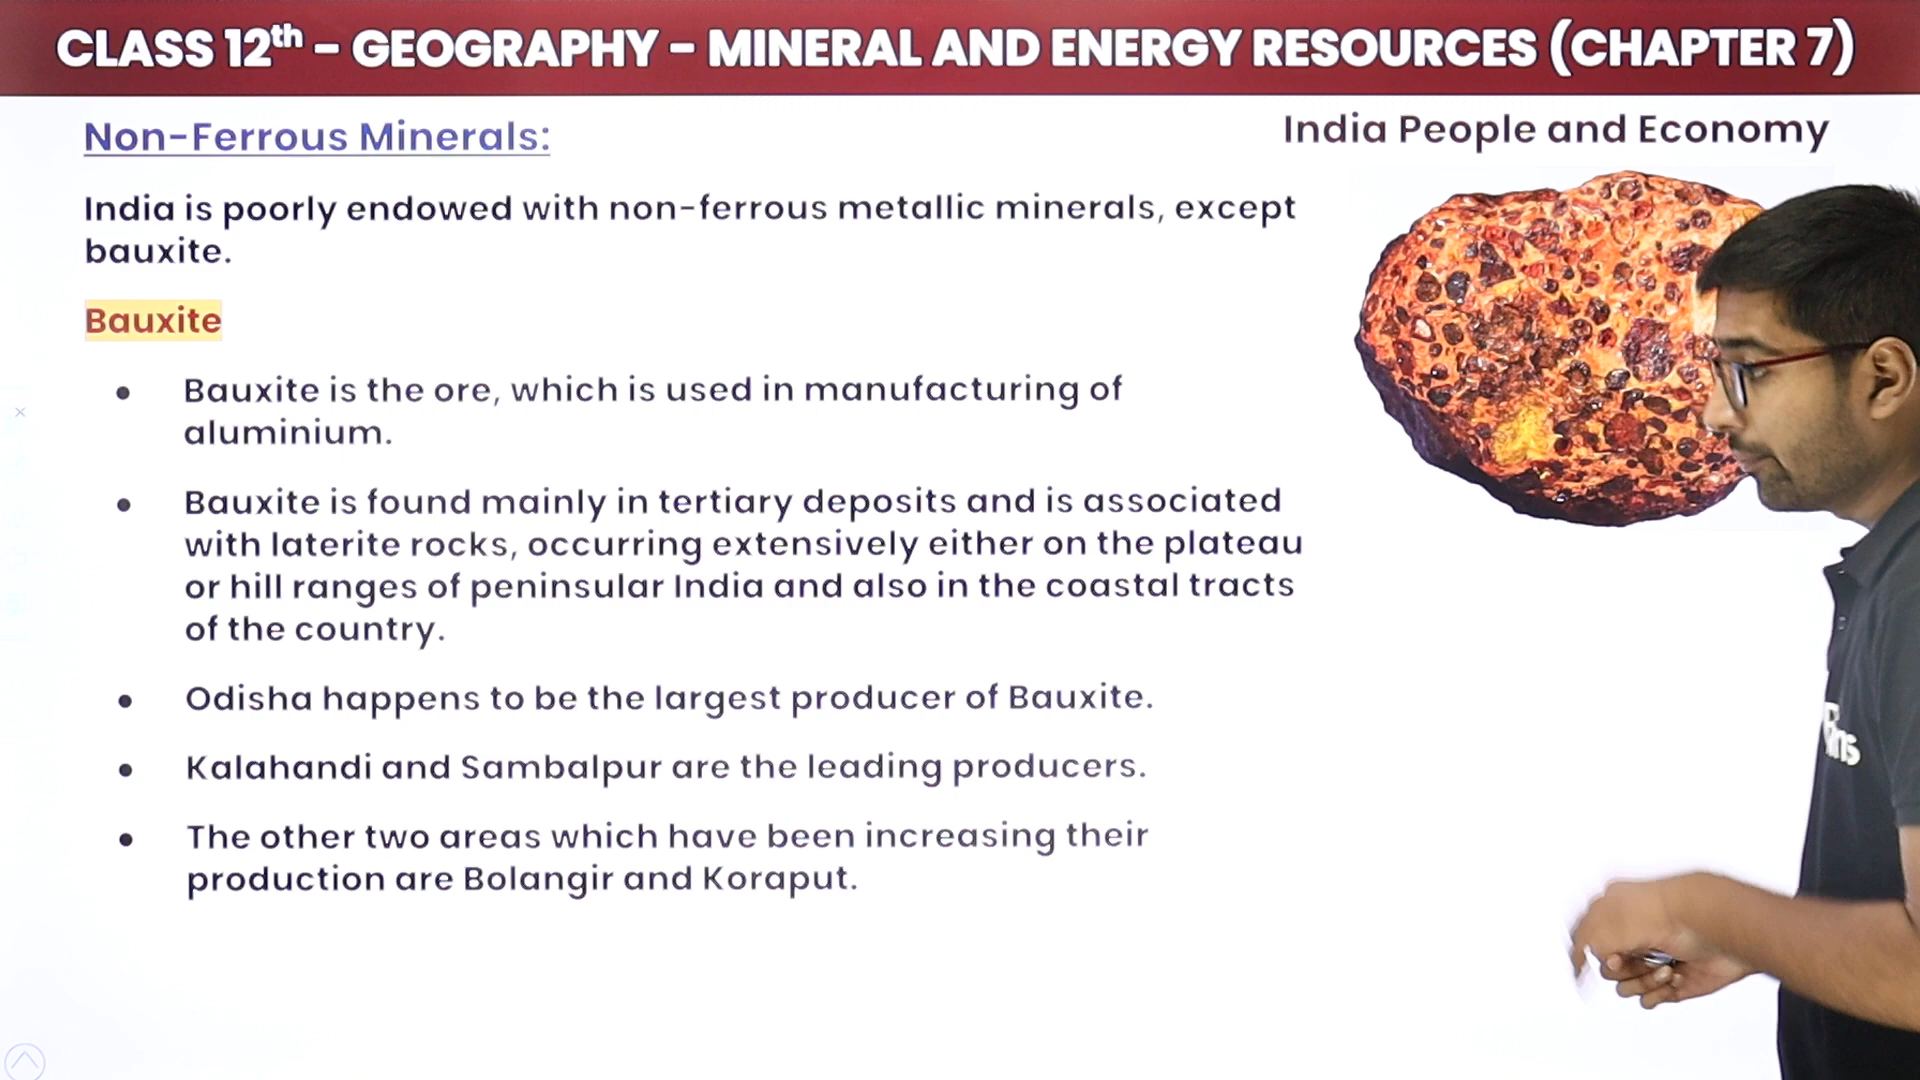 CLASS 12th – GEOGRAPHY – MINERAL AND ENERGY RESOURCES (CHAPTER 7)
India People and Economy
Non-Ferrous Minerals:
India is poorly endowed with non-ferrous metallic minerals, except
bauxite.
Bauxite
• Bauxite is the ore, which is used in manufacturing of
aluminium.
• Bauxite is found mainly in tertiary deposits and is associated
with laterite rocks, occurring extensively either on the plateau
or hill ranges of peninsular India and also in the coastal tracts
of the country.
• Odisha happens to be the largest producer of Bauxite.
• Kalahandi and Sambalpur are the leading producers.
• The other two areas which have been increasing their
production are Bolangir and Koraput.